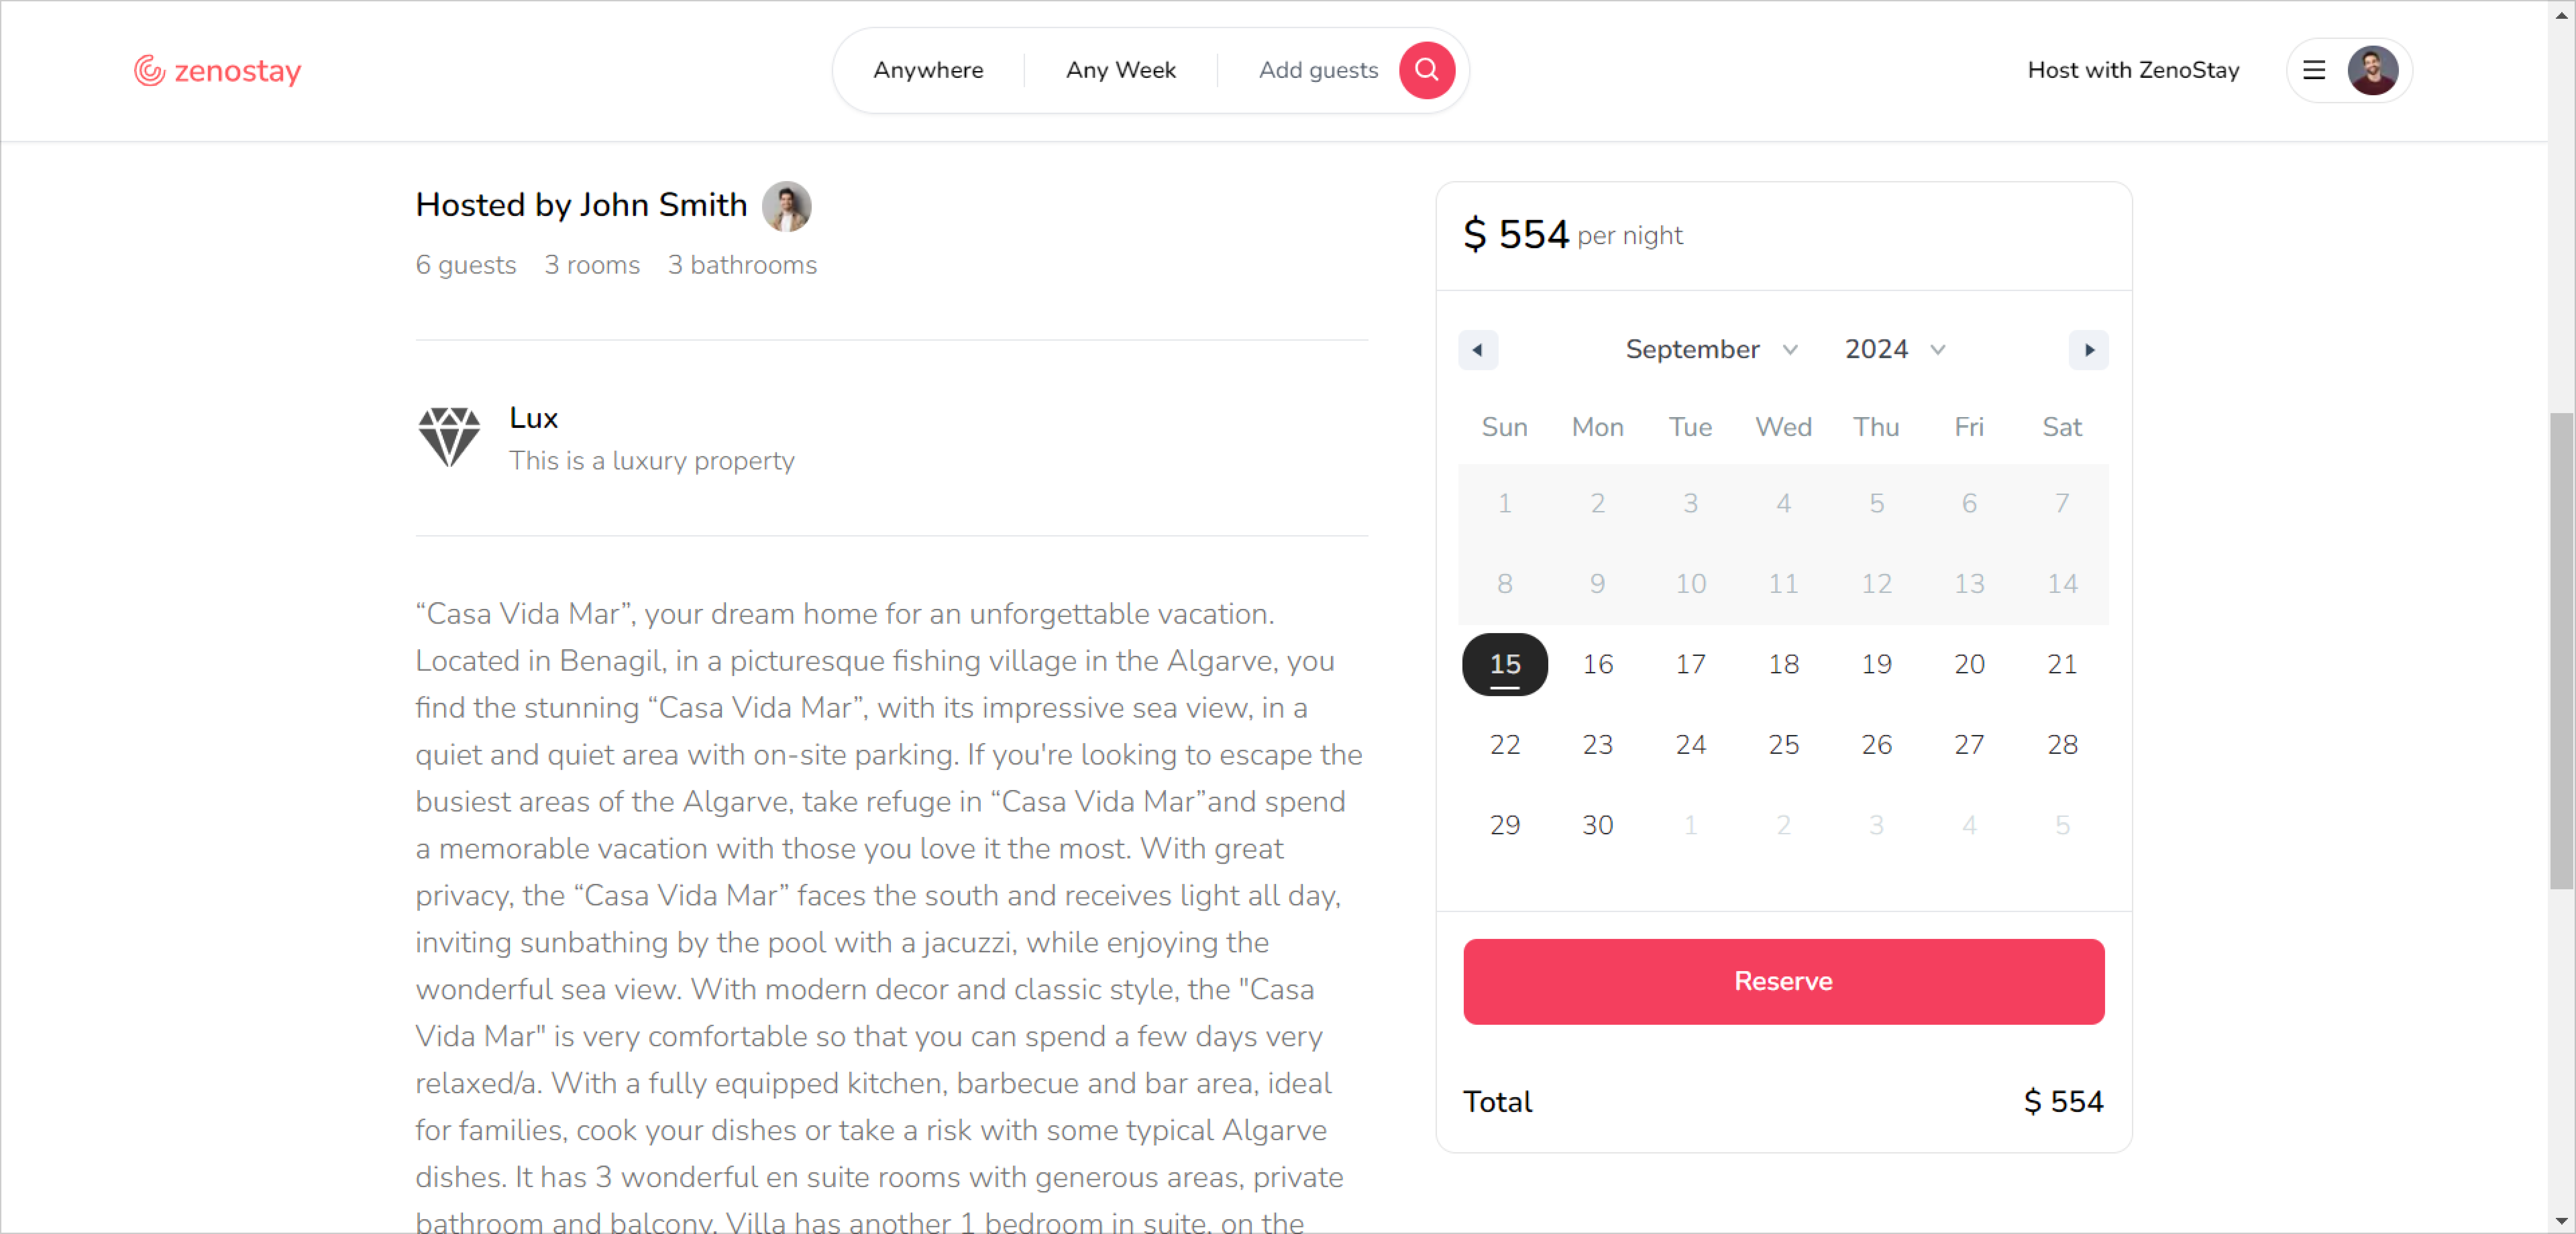 zenostay
Anywhere
Any Week
Add guests
Host with ZenoStay
Hosted by John Smith
6 guests 3 rooms 3 bathrooms
Lux
This is a luxury property
“Casa Vida Mar”, your dream home for an unforgettable vacation.
Located in Benagil, in a picturesque fishing village in the Algarve, you
find the stunning “Casa Vida Mar”, with its impressive sea view, in a
quiet and quiet area with on-site parking. If you're looking to escape the
busiest areas of the Algarve, take refuge in “Casa Vida Mar”and spend
a memorable vacation with those you love it the most. With great
privacy, the “Casa Vida Mar” faces the south and receives light all day,
inviting sunbathing by the pool with a jacuzzi, while enjoying the
wonderful sea view. With modern decor and classic style, the "Casa
Vida Mar" is very comfortable so that you can spend a few days very
relaxed/a. With a fully equipped kitchen, barbecue and bar area, ideal
for families, cook your dishes or take a risk with some typical Algarve
dishes. It has 3 wonderful en suite rooms with generous areas, private
bathroom and balcony. Villa has another 1 bedroom in suite, on the
$ 554 per night
September 2024
Sun Mon Tue Wed Thu Fri Sat
1 2 3 4 5 6 7
8 9 10 11 12 13 14
15 16 17 18 19 20 21
22 23 24 25 26 27 28
29 30 1 2 3 4 5
Reserve
Total $ 554